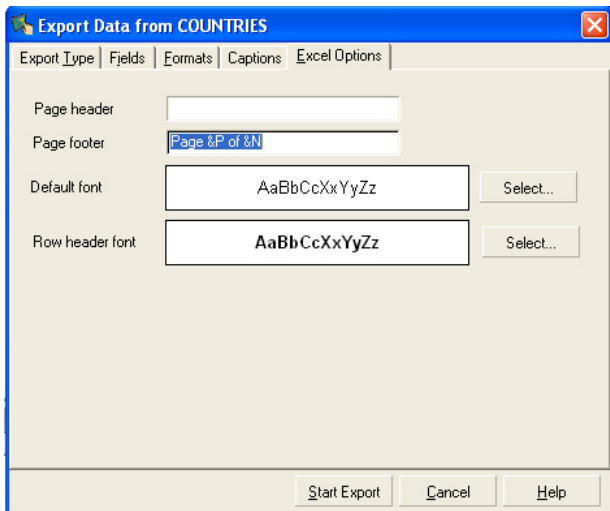 Export Data from COUNTRIES
Export Type Fields Formats Captions Excel Options
Page header
Page footer Page &P of &N
Default font AaBbCcXxYyZz Select...
Row header font AaBbCcXxYyZz Select...
Start Export Cancel Help